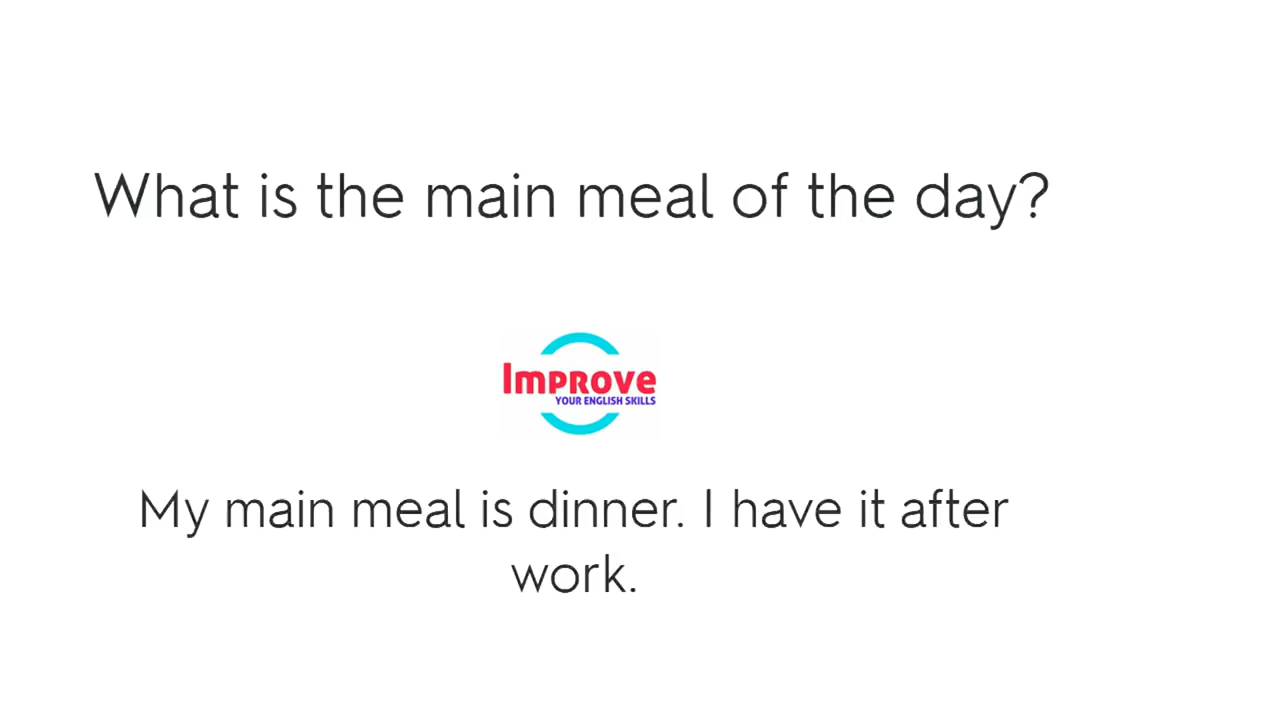 What is the main meal of the day?
Improve
YOUR ENGLISH SKILLS
My main meal is dinner. I have it after
work.